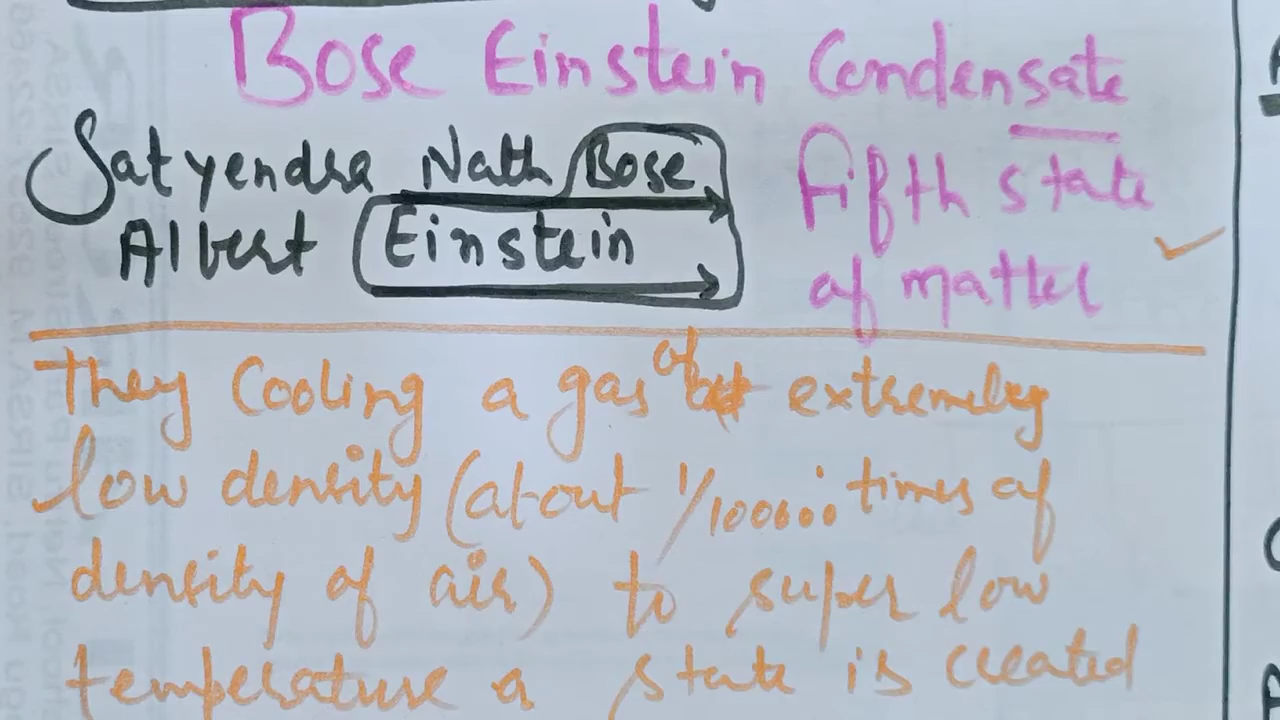 Bose Einstein Condensate
Satyendra Nath Bose
Albert Einstein
Fifth state
of matter
They Cooling a gas of extremely
low density (about 1/100000 times of
density of air) to super low
temperature a state is created